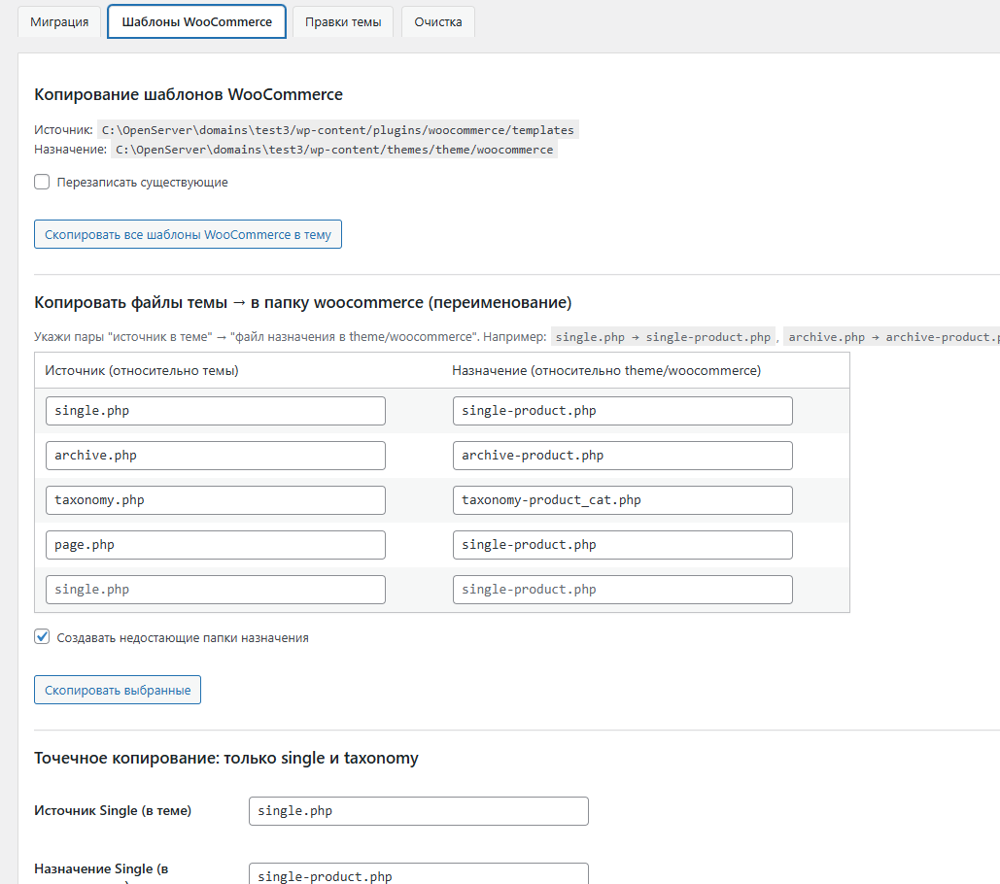 Миграция
Шаблоны WooCommerce
Правки темы
Очистка
Копирование шаблонов WooCommerce
Источник: C:\OpenServer\domains\test3/wp-content/plugins/woocommerce/templates
Назначение: C:\OpenServer\domains\test3/wp-content/themes/theme/woocommerce
Перезаписать существующие
Скопировать все шаблоны WooCommerce в тему
Копировать файлы темы → в папку woocommerce (переименование)
Укажи пары "источник в теме" → "файл назначения в theme/woocommerce". Например: single.php → single-product.php, archive.php → archive-product.p
Источник (относительно темы) Назначение (относительно theme/woocommerce)
single.php single-product.php
archive.php archive-product.php
taxonomy.php taxonomy-product_cat.php
page.php single-product.php
single.php single-product.php
Создавать недостающие папки назначения
Скопировать выбранные
Точечное копирование: только single и taxonomy
Источник Single (в теме) single.php
Назначение Single (в single-product.php